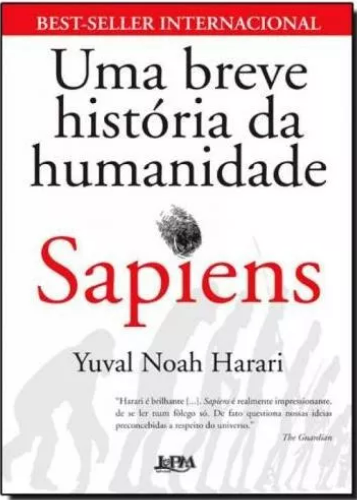 BEST-SELLER INTERNACIONAL
Uma breve
história da
humanidade
Sapiens
Yuval Noah Harari
"Harari é brilhante [...]. Sapiens é realmente impressionante,
de se ler num fôlego só. De fato questiona nossas ideias
preconcebidas a respeito do universo."
The Guardian
L&PM